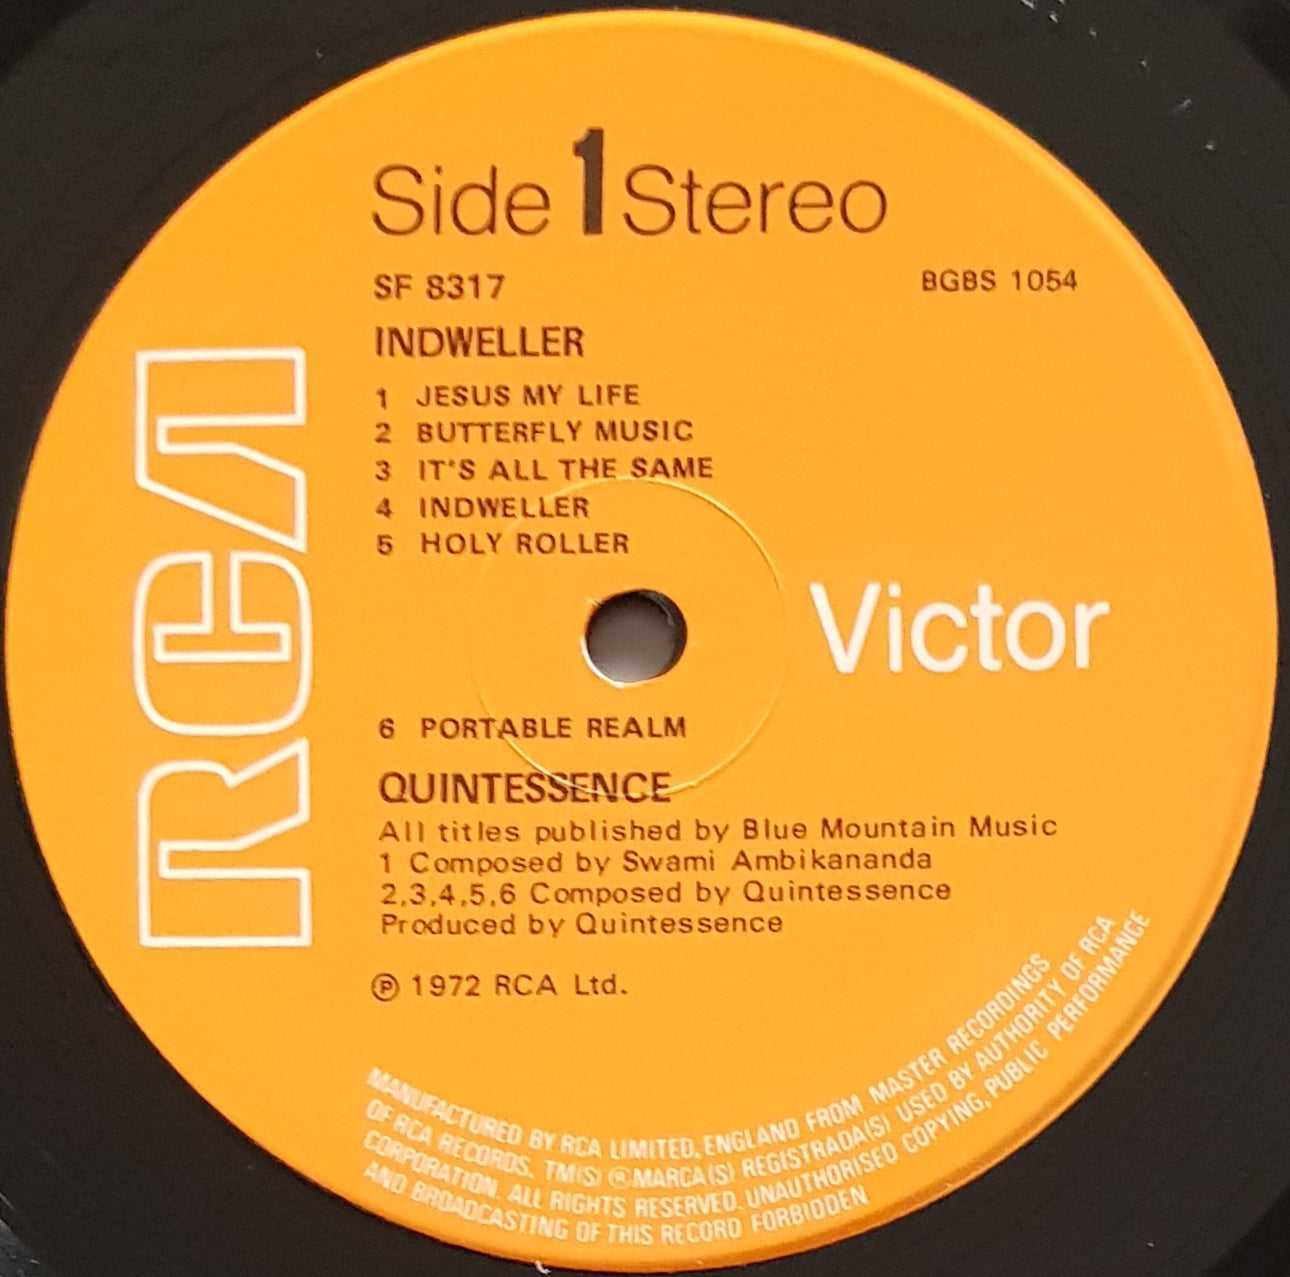 Side 1 Stereo
SF 8317 BGBS 1054
INDWELLER
1 JESUS MY LIFE
2 BUTTERFLY MUSIC
3 IT'S ALL THE SAME
4 INDWELLER
5 HOLY ROLLER
RCA
Victor
6 PORTABLE REALM
QUINTESSENCE
All titles published by Blue Mountain Music
1 Composed by Swami Ambikananda
2,3,4,5,6 Composed by Quintessence
Produced by Quintessence
℗ 1972 RCA Ltd.
MANUFACTURED BY RCA LIMITED, ENGLAND FROM MASTER RECORDINGS
OF RCA RECORDS. TM(S) ® MARCA(S) REGISTRADA(S) USED BY AUTHORITY OF RCA
CORPORATION. ALL RIGHTS RESERVED. UNAUTHORISED COPYING, PUBLIC PERFORMANCE
AND BROADCASTING OF THIS RECORD FORBIDDEN